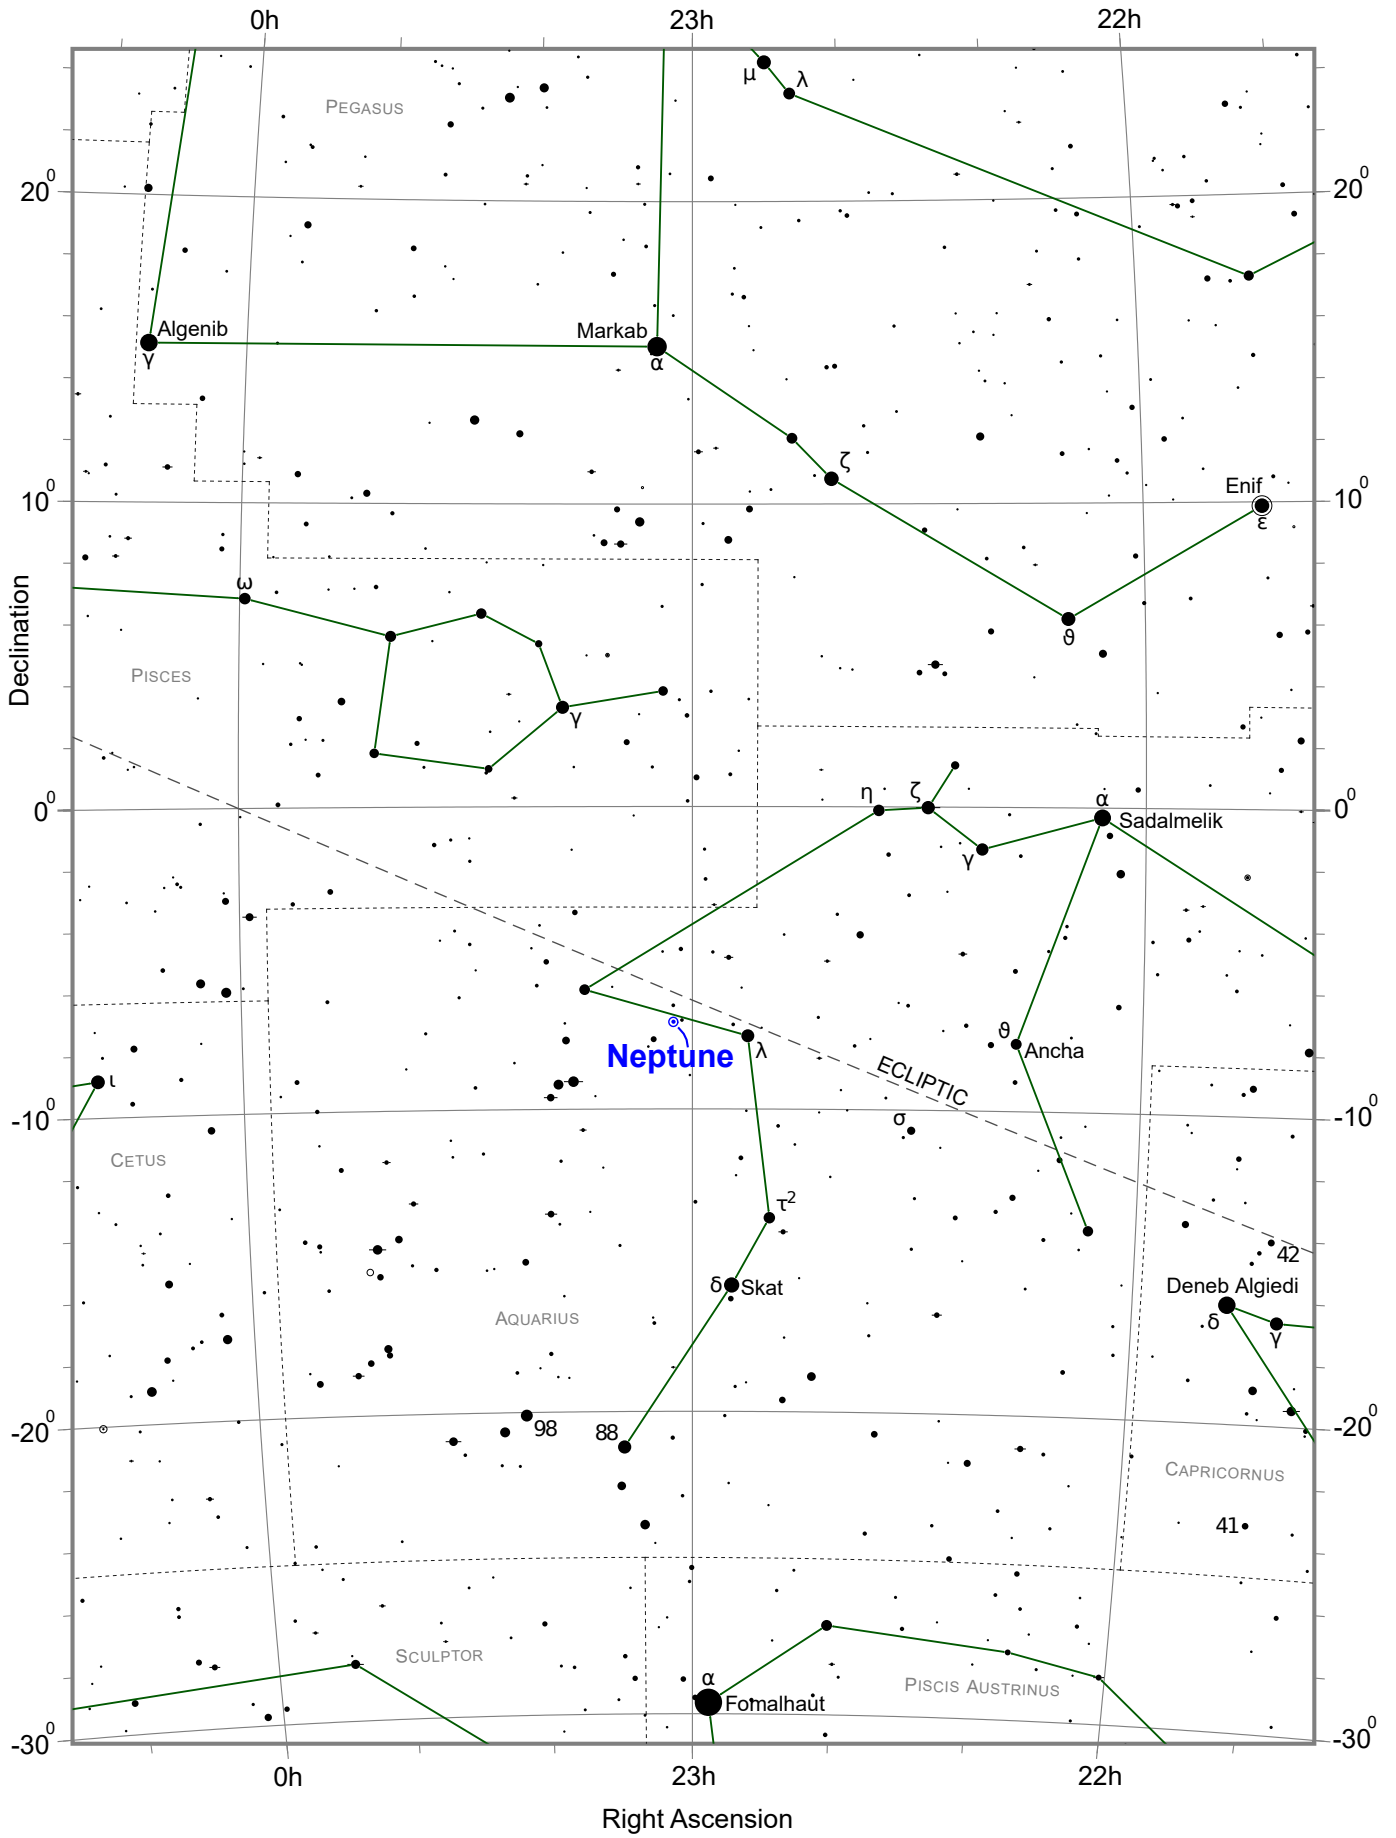 0h 23h 22h
μ λ
PEGASUS
20⁰ 20⁰
Algenib Markab
γ α
ζ
Enif
10⁰ 10⁰
ε
ω
ϑ
Declination
PISCES
γ
η ζ α
0⁰ 0⁰
Sadalmelik
γ
ϑ
Neptune λ Ancha
ECLIPTIC
ι
-10⁰ σ -10⁰
CETUS
τ²
42
δ Skat Deneb Algiedi
AQUARIUS δ γ
98 88
-20⁰ -20⁰
CAPRICORNUS
41
SCULPTOR
α
PISCIS AUSTRINUS
Fomalhaut
-30⁰ -30⁰
0h 23h 22h
Right Ascension